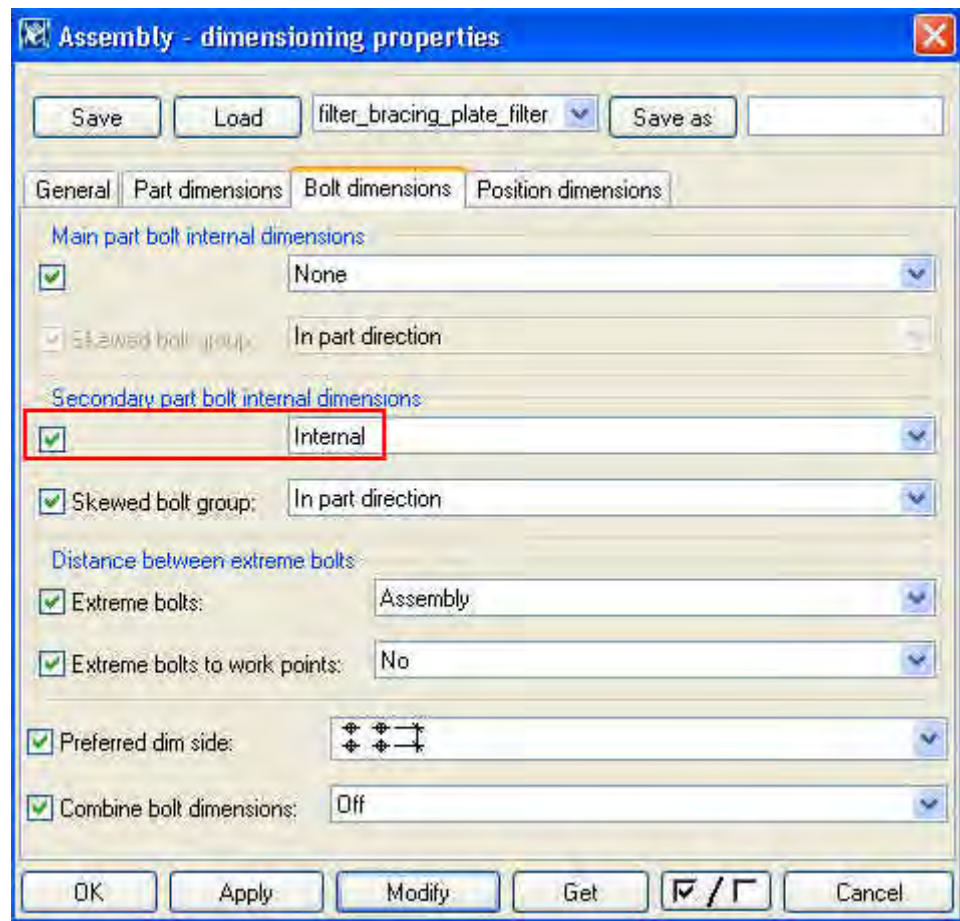 Assembly - dimensioning properties
Save Load filter_bracing_plate_filter Save as
General Part dimensions Bolt dimensions Position dimensions
Main part bolt internal dimensions
None
Skewed bolt group: In part direction
Secondary part bolt internal dimensions
Internal
Skewed bolt group: In part direction
Distance between extreme bolts
Extreme bolts: Assembly
Extreme bolts to work points: No
Preferred dim side:
Combine bolt dimensions: Off
OK Apply Modify Get / Cancel